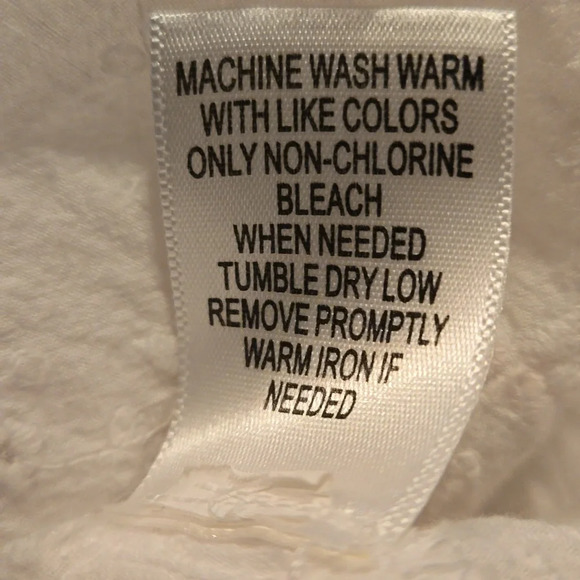 MACHINE WASH WARM
WITH LIKE COLORS
ONLY NON-CHLORINE
BLEACH
WHEN NEEDED
TUMBLE DRY LOW
REMOVE PROMPTLY
WARM IRON IF
NEEDED